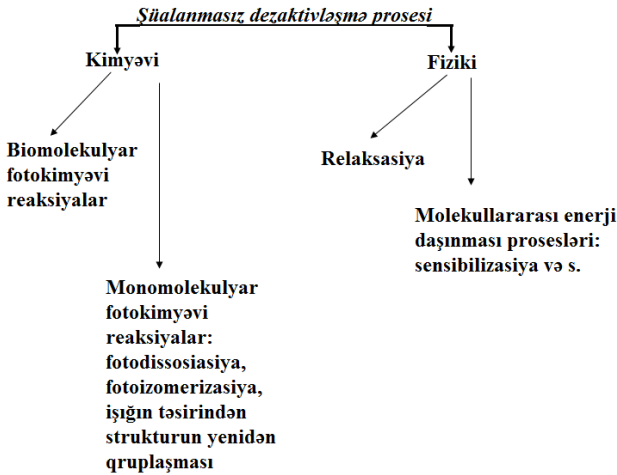 Şüalanmasız dezaktivləşmə prosesi
Kimyəvi
Fiziki
Biomolekulyar
fotokimyəvi
reaksiyalar
Relaksasiya
Molekullararası enerji
daşınması prosesləri:
sensibilizasiya və s.
Monomolekulyar
fotokimyəvi
reaksiyalar:
fotodissosiasiya,
fotoizomerizasiya,
işığın təsirindən
strukturun yenidən
qruplaşması